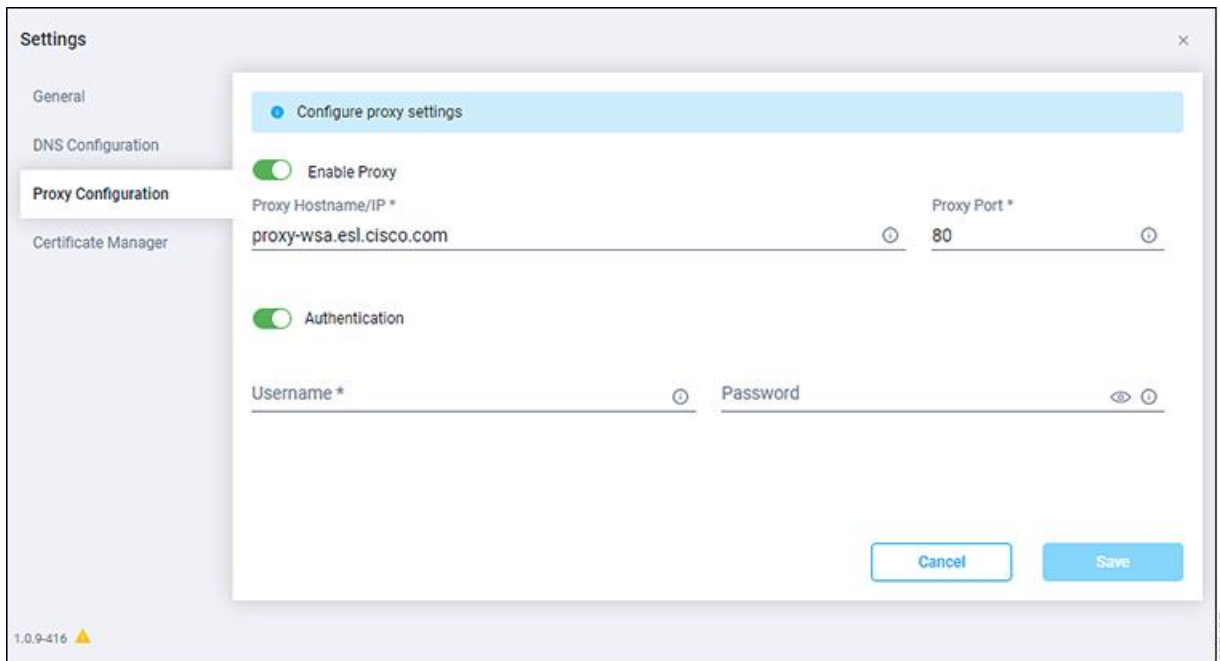 Settings
General
DNS Configuration
Proxy Configuration
Certificate Manager
Configure proxy settings
Enable Proxy
Proxy Hostname/IP *
Proxy Port *
proxy-wsa.esl.cisco.com
80
Authentication
Username *
Password
Cancel
Save
1.0.9-416